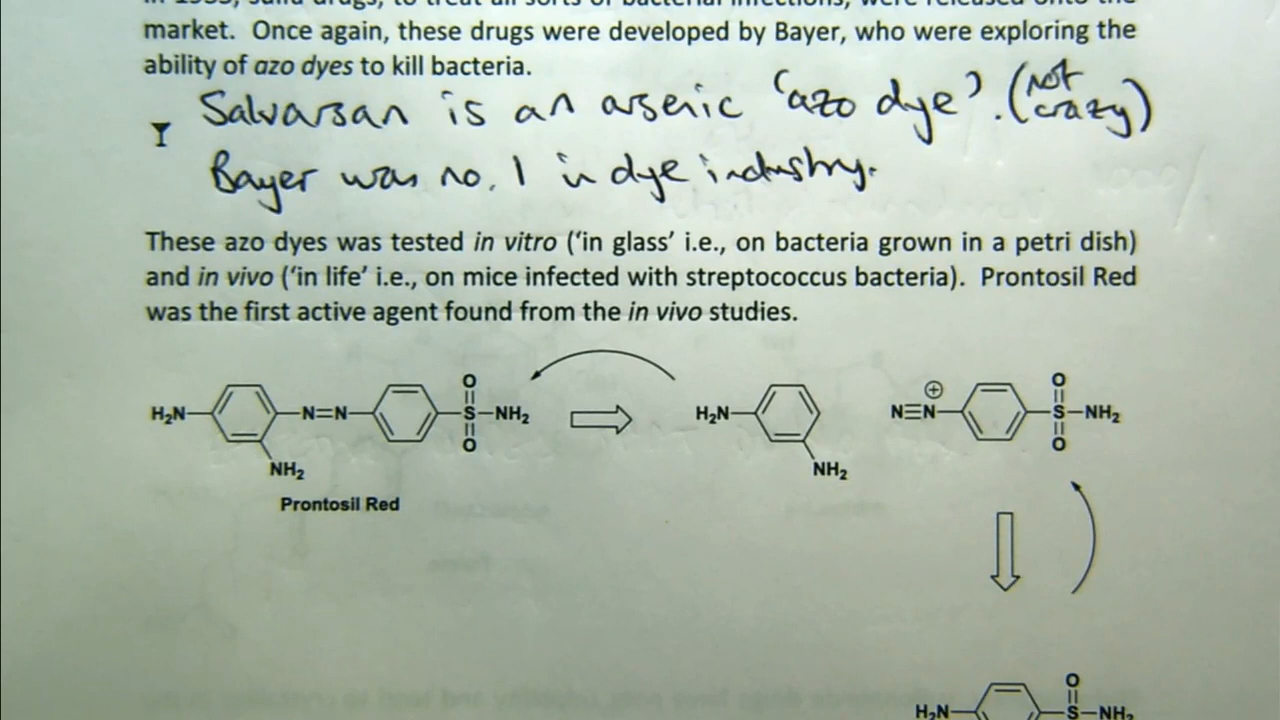 market. Once again, these drugs were developed by Bayer, who were exploring the
ability of azo dyes to kill bacteria.
Salvarsan is an arsenic 'azo dye'. (not crazy)
Bayer was no. 1 in dye industry.
These azo dyes was tested in vitro ('in glass' i.e., on bacteria grown in a petri dish)
and in vivo ('in life' i.e., on mice infected with streptococcus bacteria). Prontosil Red
was the first active agent found from the in vivo studies.
H₂N N=N O S O NH₂ H₂N N≡N ⊕ O S O NH₂
NH₂ NH₂
Prontosil Red
H₂N O S NH₂